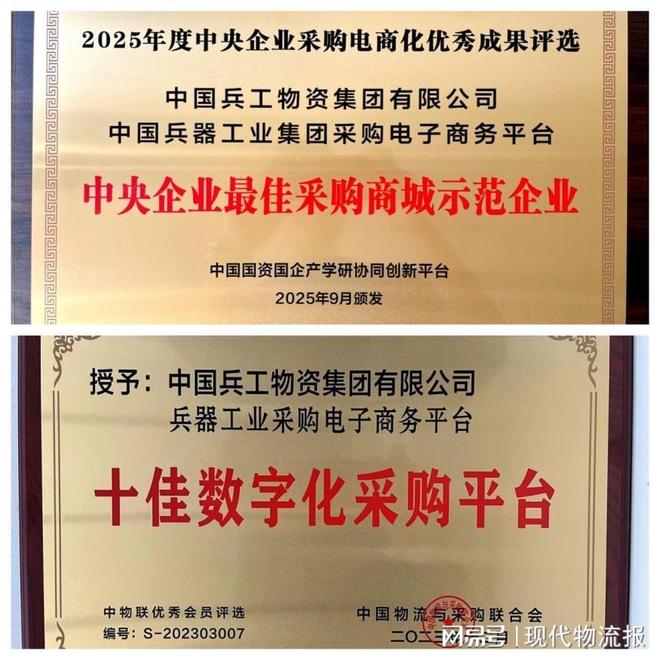 2025年度中央企业采购电商化优秀成果评选
中国兵工物资集团有限公司
中国兵器工业集团采购电子商务平台
中央企业最佳采购商城示范企业
中国国资国企产学研协同创新平台
2025年9月颁发
授予：中国兵工物资集团有限公司
兵器工业采购电子商务平台
十佳数字化采购平台
中物联优秀会员评选
编号：S-202303007
中国物流与采购联合会
二〇二三
网易号 | 现代物流报